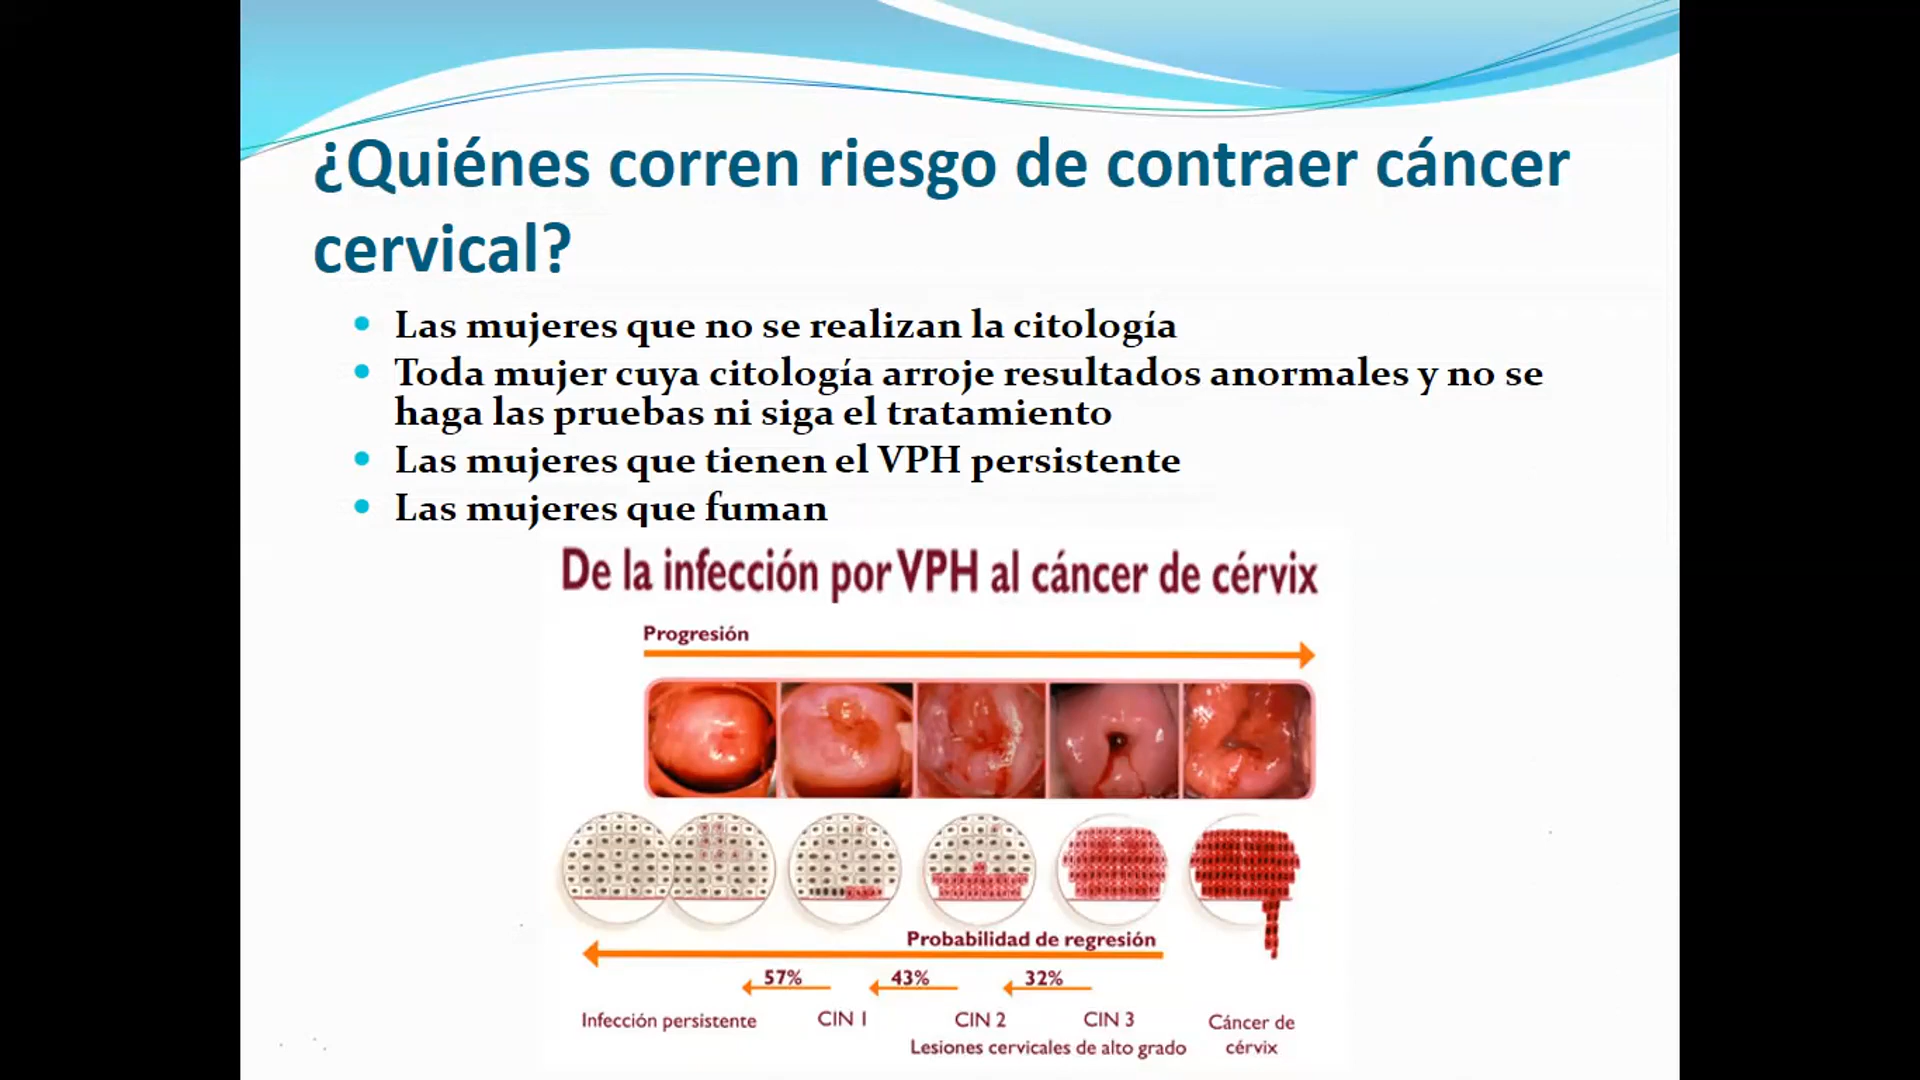 ¿Quiénes corren riesgo de contraer cáncer
cervical?
Las mujeres que no se realizan la citología
Toda mujer cuya citología arroje resultados anormales y no se
haga las pruebas ni siga el tratamiento
Las mujeres que tienen el VPH persistente
Las mujeres que fuman
De la infección por VPH al cáncer de cérvix
Progresión
Probabilidad de regresión
57% 43% 32%
Infección persistente CIN I CIN 2 CIN 3 Cáncer de
Lesiones cervicales de alto grado cérvix